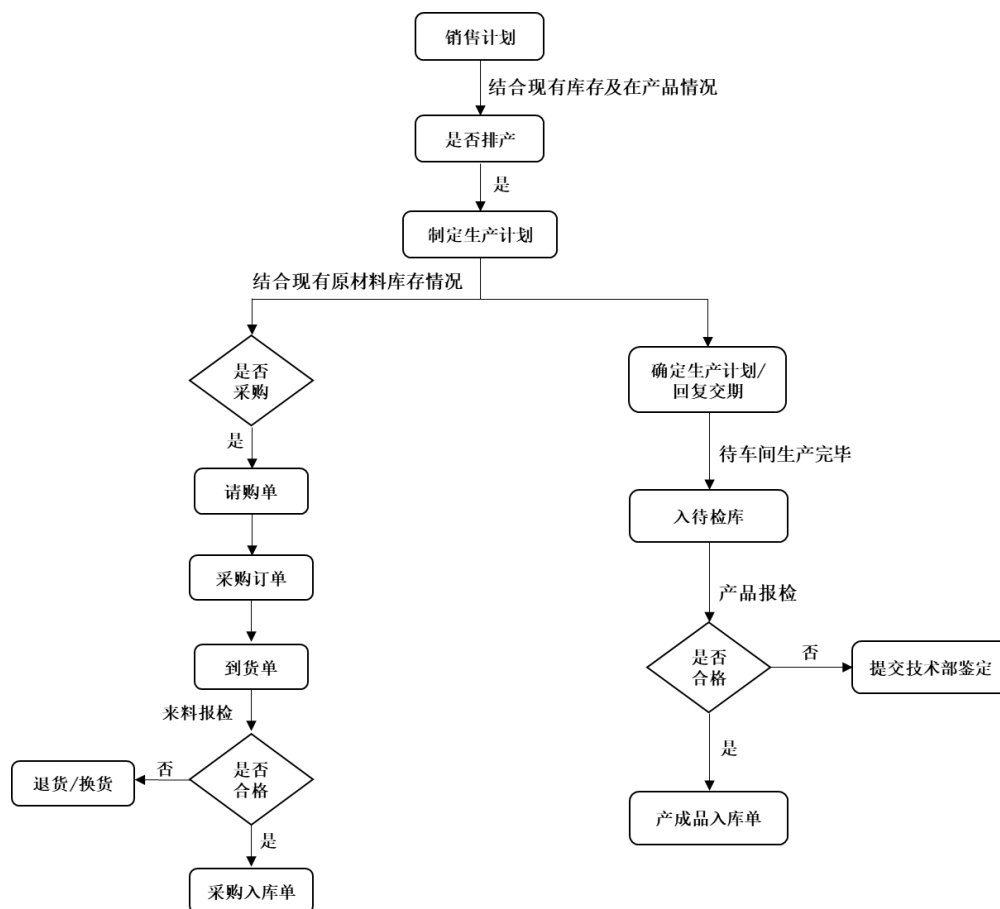 销售计划
结合现有库存及在产品情况
是否排产
是
制定生产计划
结合现有原材料库存情况
是否
采购
是
请购单
采购订单
到货单
来料报检
是否
合格
否
退货/换货
是
采购入库单
确定生产计划/
回复交期
待车间生产完毕
入待检库
产品报检
是否
合格
否
提交技术部鉴定
是
产成品入库单